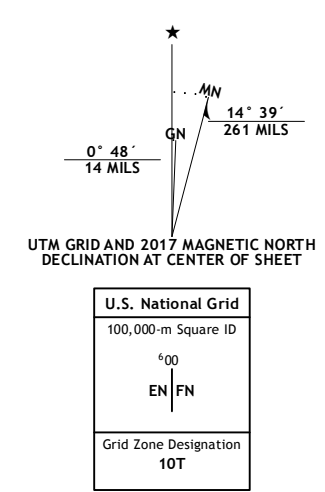 ★
MN
14° 39´
261 MILS
GN
0° 48´
14 MILS
UTM GRID AND 2017 MAGNETIC NORTH
DECLINATION AT CENTER OF SHEET
U.S. National Grid
100,000-m Square ID
⁶00
EN FN
Grid Zone Designation
10T